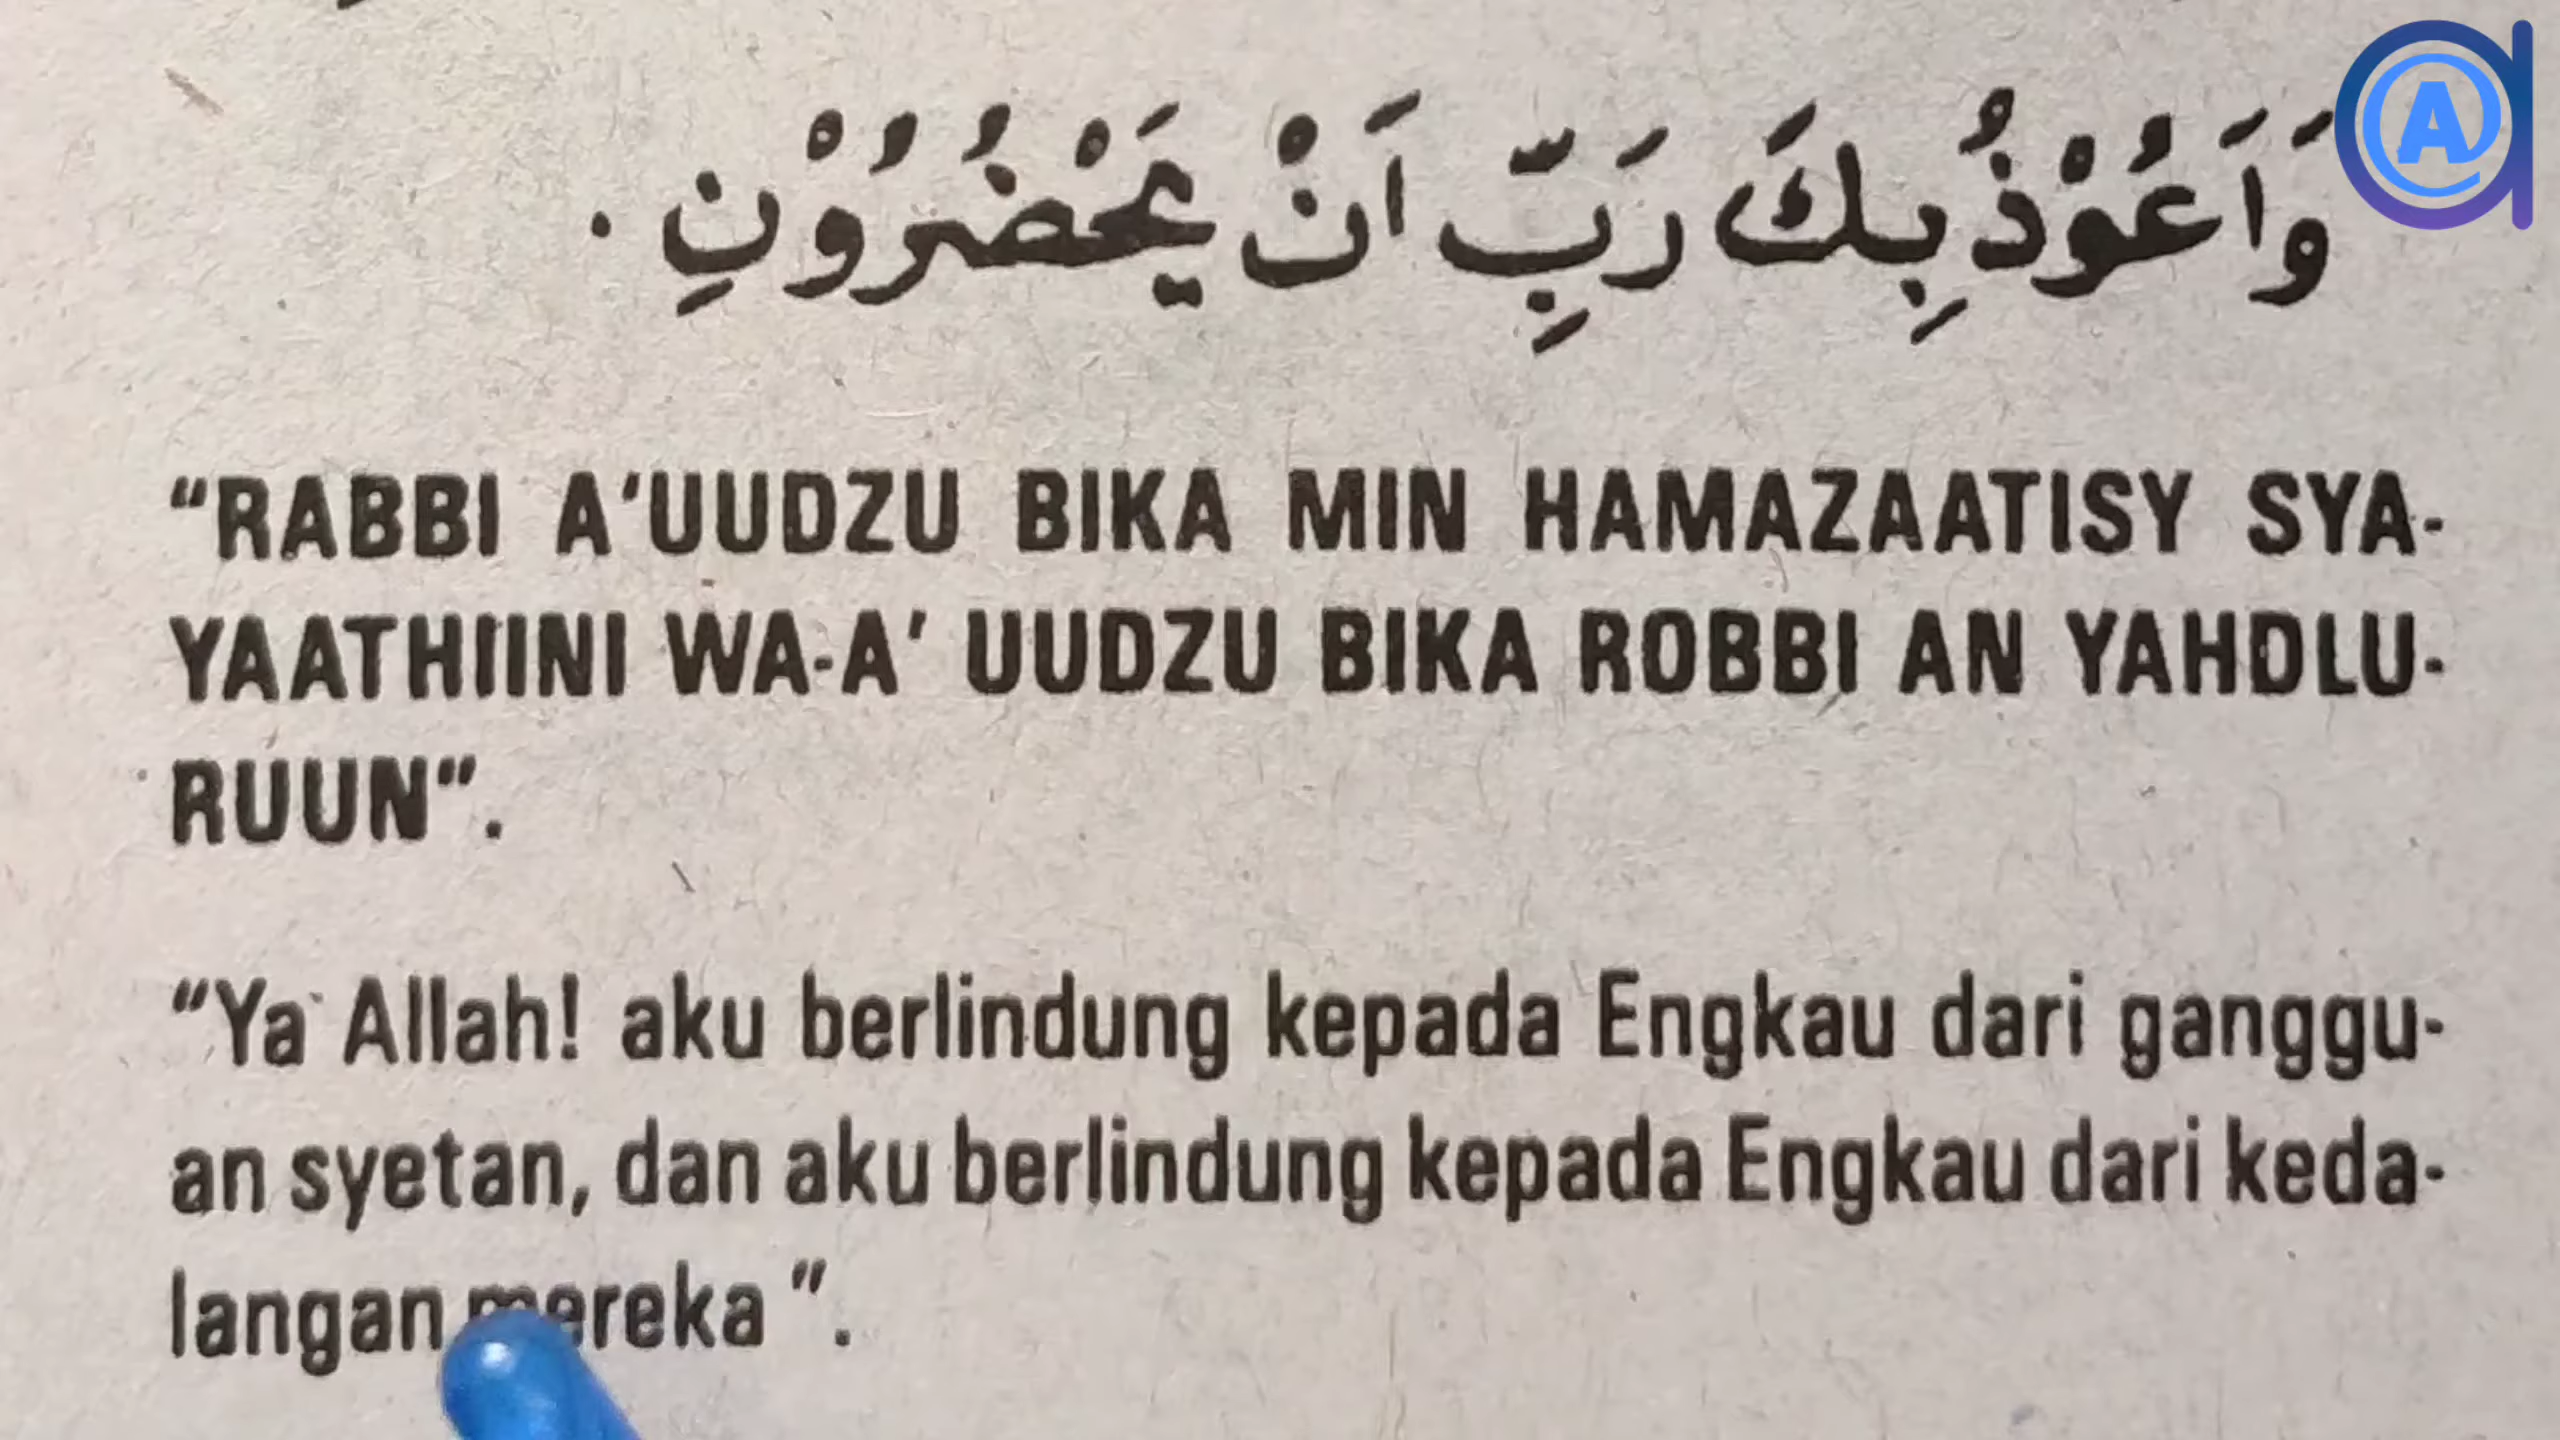 وَاَعُوْذُ بِكَ رَبِّ اَنْ يَحْضُرُوْنِ .
“RABBI A‘UUDZU BIKA MIN HAMAZAATISY SYA-
YAATHIINI WA-A’ UUDZU BIKA ROBBI AN YAHDLU-
RUUN”.
“Ya Allah! aku berlindung kepada Engkau dari ganggu-
an syetan, dan aku berlindung kepada Engkau dari keda-
langan mereka ”.
A